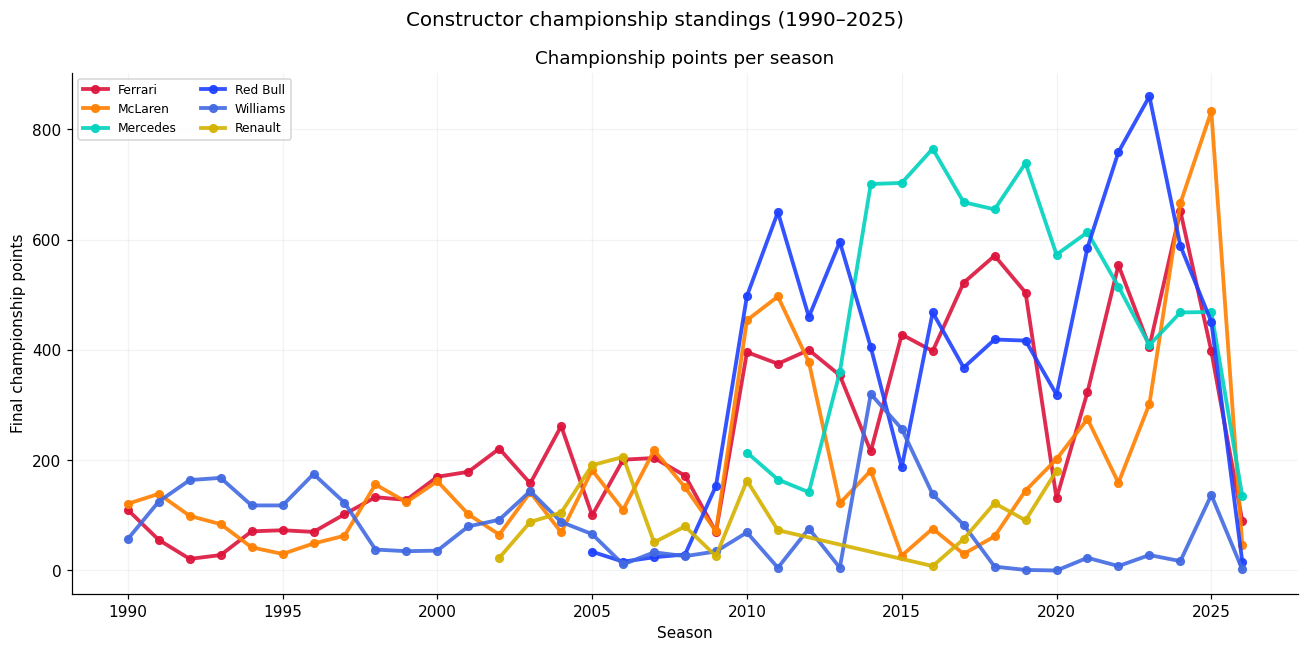 Constructor championship standings (1990–2025)
Championship points per season
Ferrari
McLaren
Mercedes
Red Bull
Williams
Renault
Final championship points
800
600
400
200
0
1990
1995
2000
2005
2010
2015
2020
2025
Season